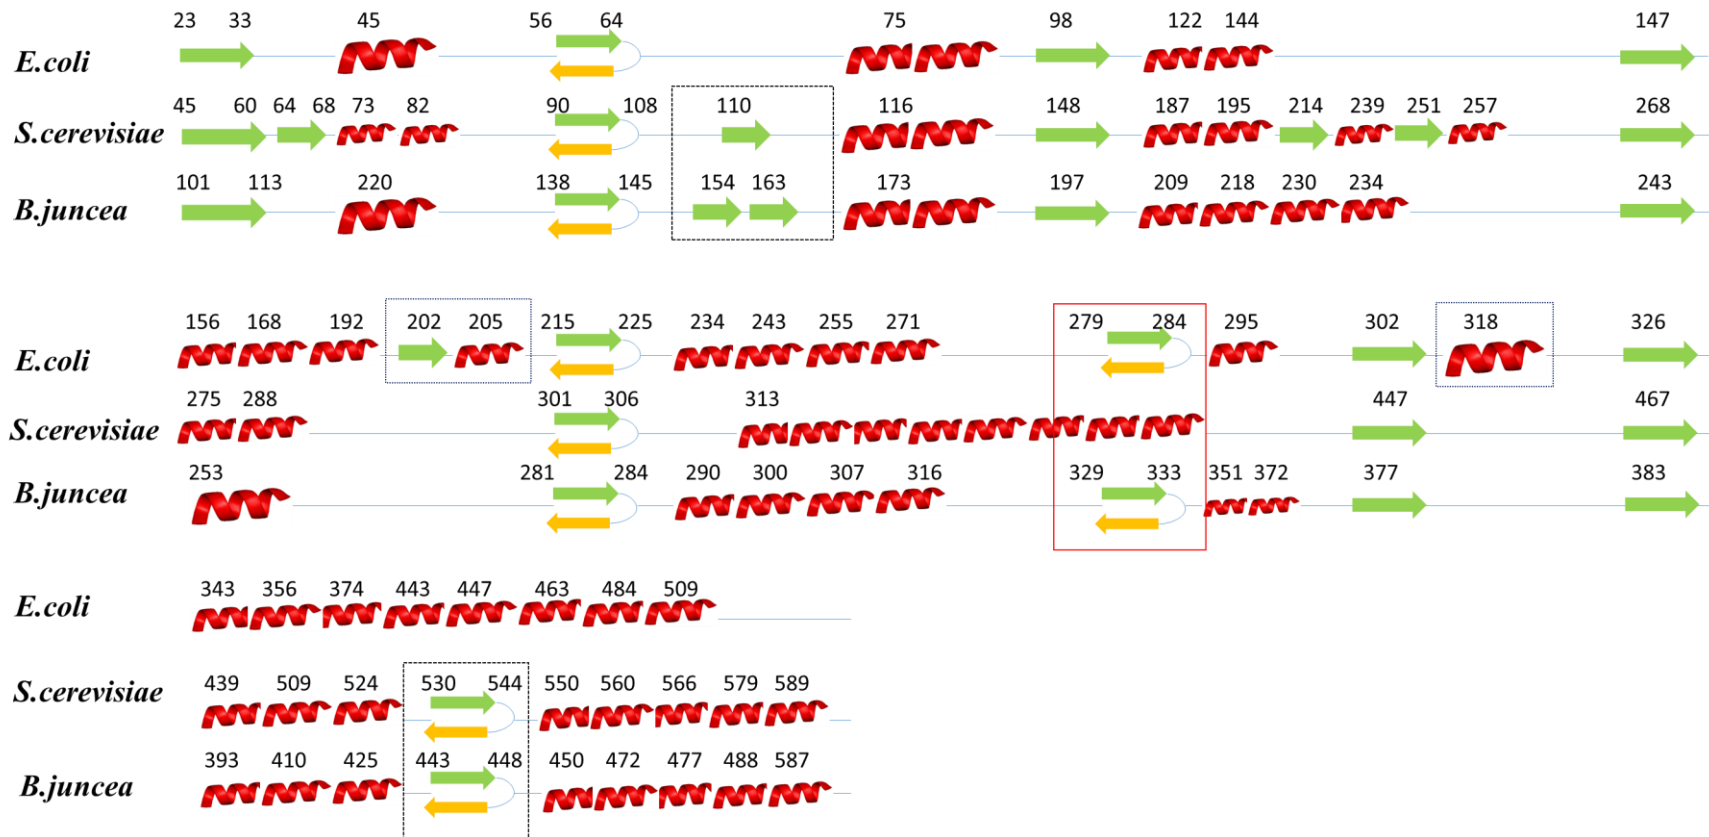 23 33 45 56 64 75 98 122 144 147
E.coli
45 60 64 68 73 82 90 108 110 116 148 187 195 214 239 251 257 268
S.cerevisiae
101 113 220 138 145 154 163 173 197 209 218 230 234 243
B.juncea
156 168 192 202 205 215 225 234 243 255 271 279 284 295 302 318 326
E.coli
275 288 301 306 313 447 467
S.cerevisiae
253 281 284 290 300 307 316 329 333 351 372 377 383
B.juncea
343 356 374 443 447 463 484 509
E.coli
439 509 524 530 544 550 560 566 579 589
S.cerevisiae
393 410 425 443 448 450 472 477 488 587
B.juncea